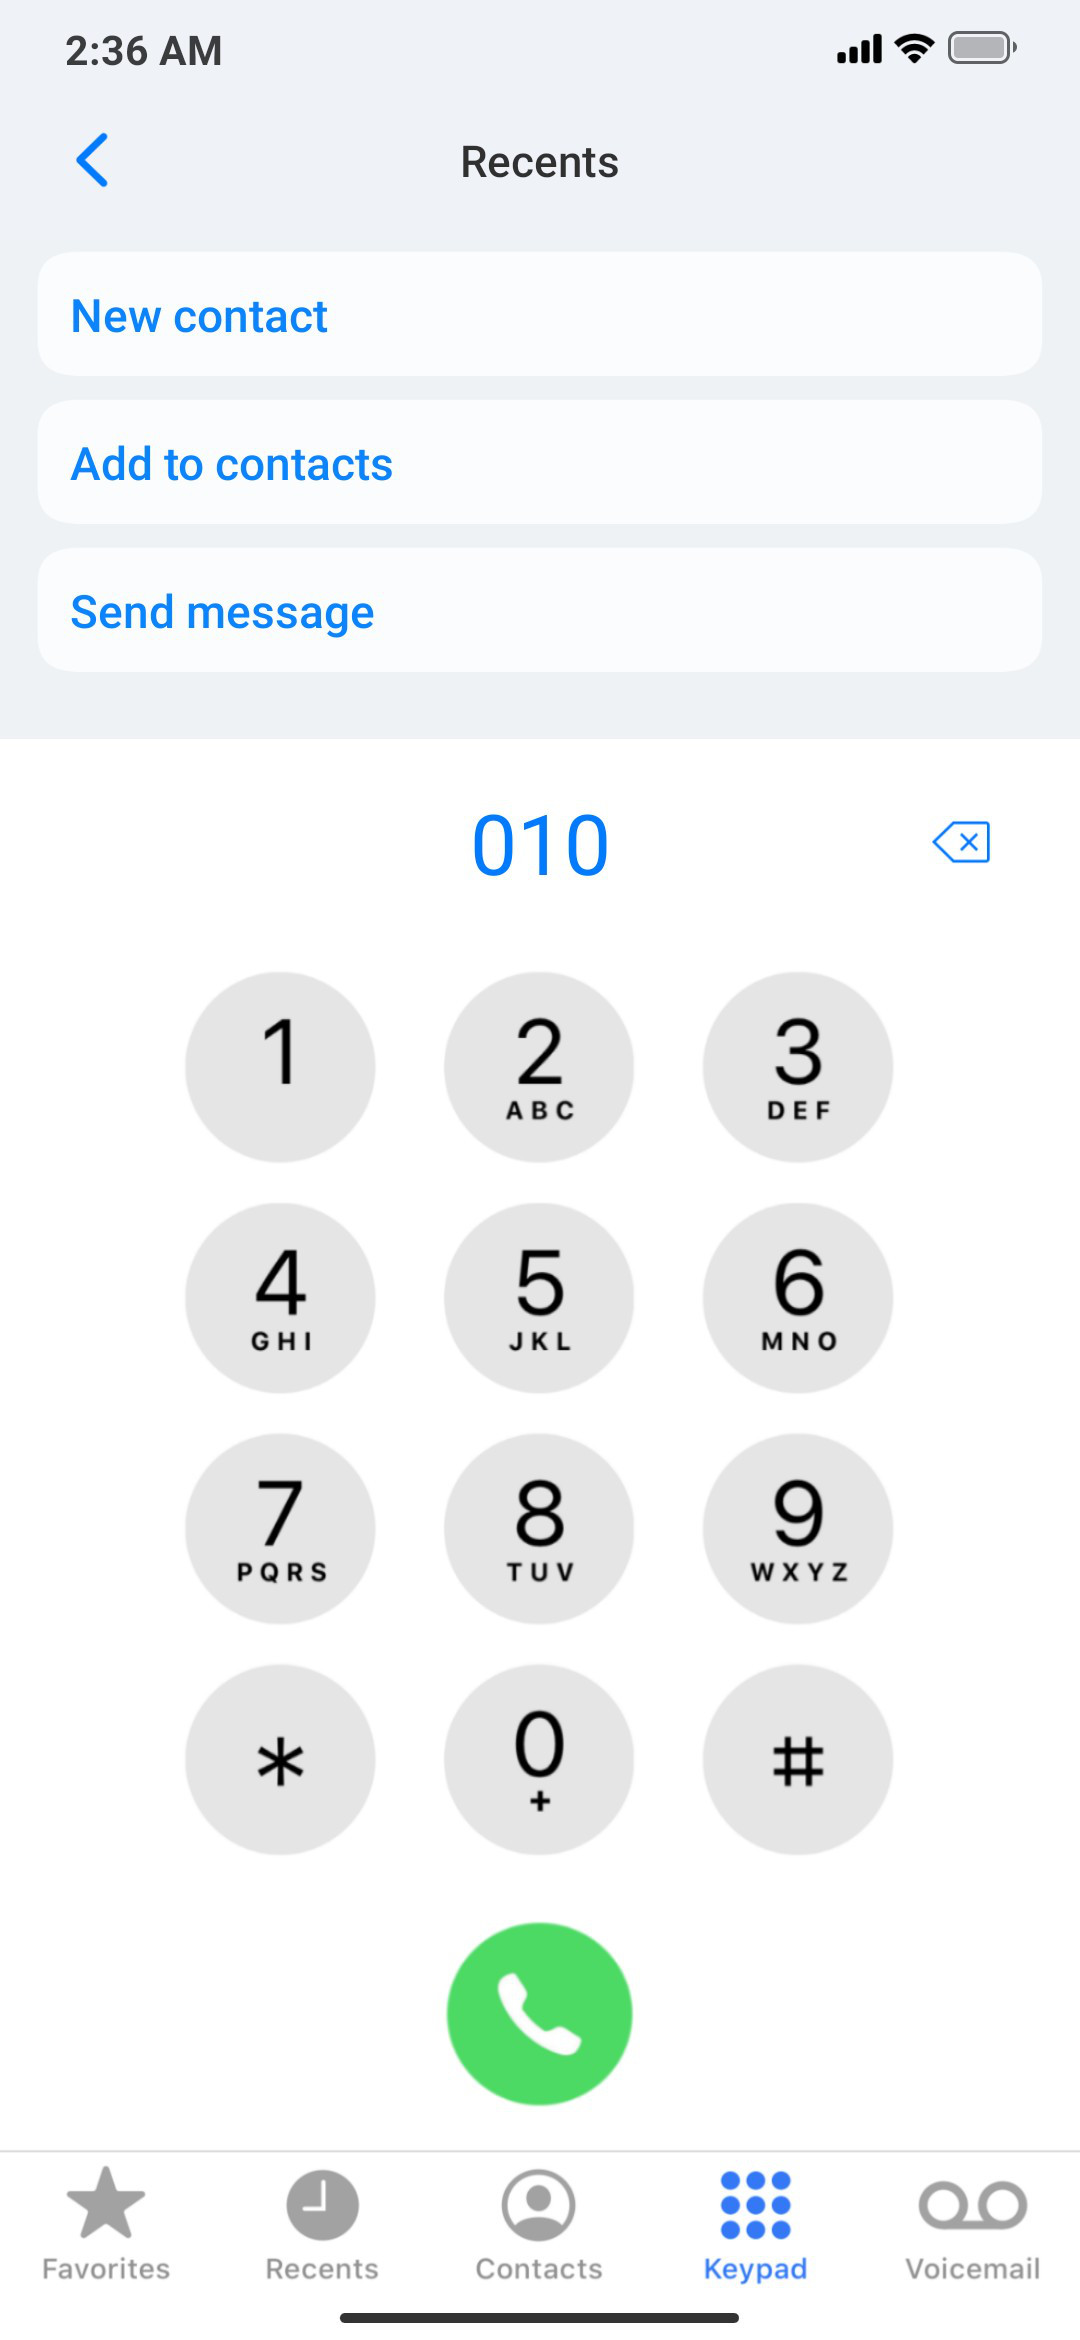 2:36 AM
Recents
New contact
Add to contacts
Send message
010
1 2 3
ABC DEF
4 5 6
GHI JKL MNO
7 8 9
PQRS TUV WXYZ
* 0 #
+
Favorites Recents Contacts Keypad Voicemail